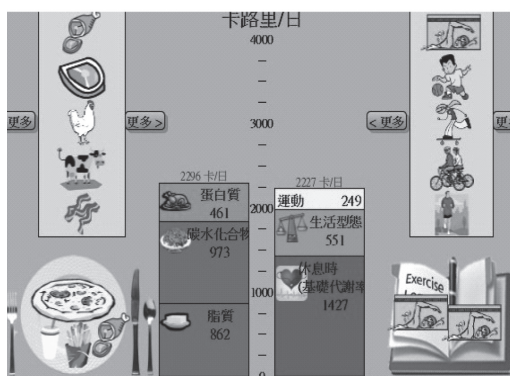 卡路里/日
4000
更多
更多 >
3000
< 更多
更
2296 卡/日
2227 卡/日
蛋白質
461
運動 249
2000
碳水化合物
973
生活型態
551
休息時
(基礎代謝率
1427
1000
脂質
862
0
Exercise